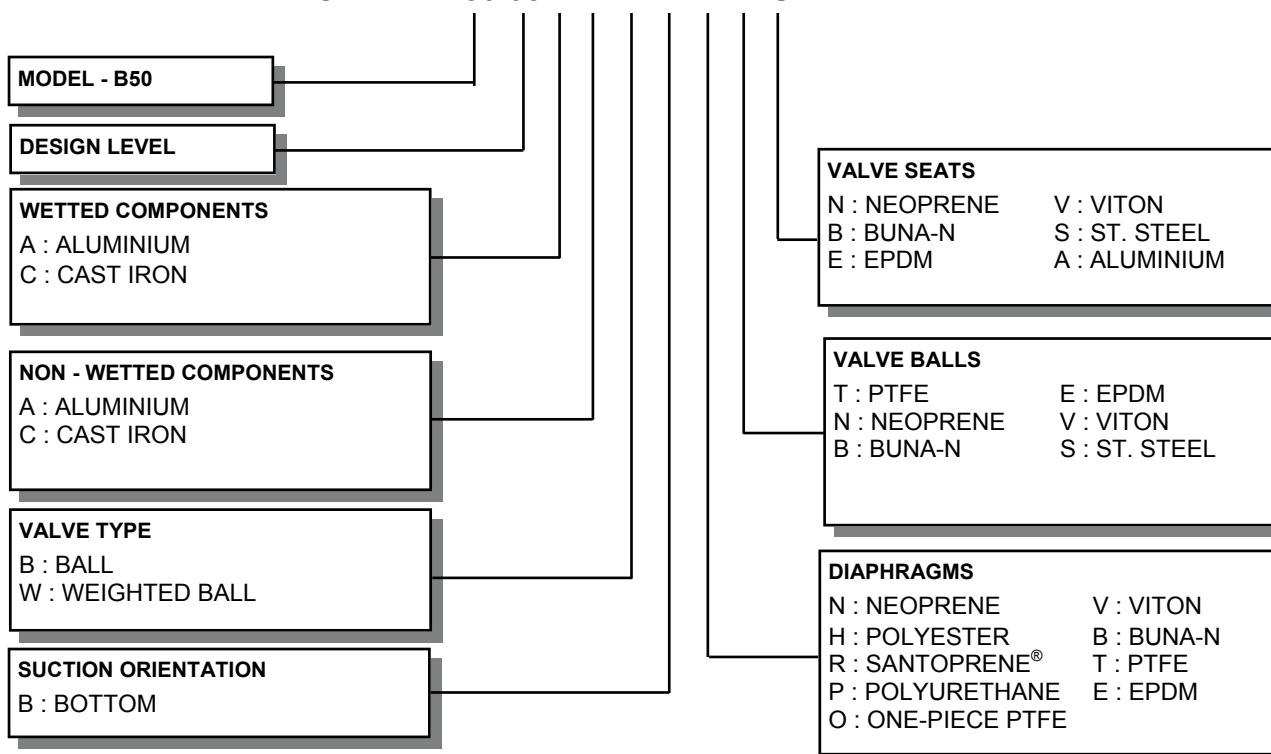 MODEL - B50
DESIGN LEVEL
WETTED COMPONENTS
A : ALUMINIUM
C : CAST IRON
NON - WETTED COMPONENTS
A : ALUMINIUM
C : CAST IRON
VALVE TYPE
B : BALL
W : WEIGHTED BALL
SUCTION ORIENTATION
B : BOTTOM
VALVE SEATS
N : NEOPRENE V : VITON
B : BUNA-N S : ST. STEEL
E : EPDM A : ALUMINIUM
VALVE BALLS
T : PTFE E : EPDM
N : NEOPRENE V : VITON
B : BUNA-N S : ST. STEEL
DIAPHRAGMS
N : NEOPRENE V : VITON
H : POLYESTER B : BUNA-N
R : SANTOPRENE® T : PTFE
P : POLYURETHANE E : EPDM
O : ONE-PIECE PTFE